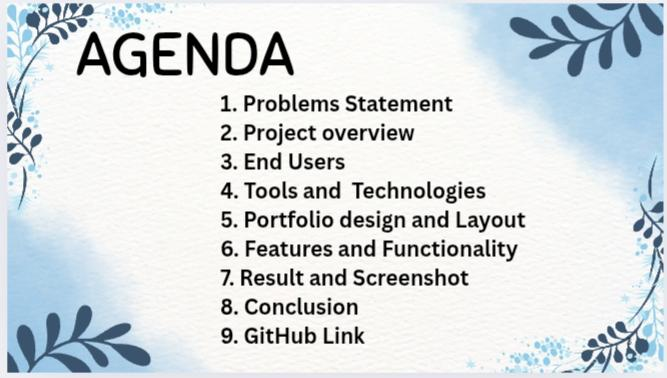 AGENDA
1. Problems Statement
2. Project overview
3. End Users
4. Tools and  Technologies
5. Portfolio design and Layout
6. Features and Functionality
7. Result and Screenshot
8. Conclusion
9. GitHub Link